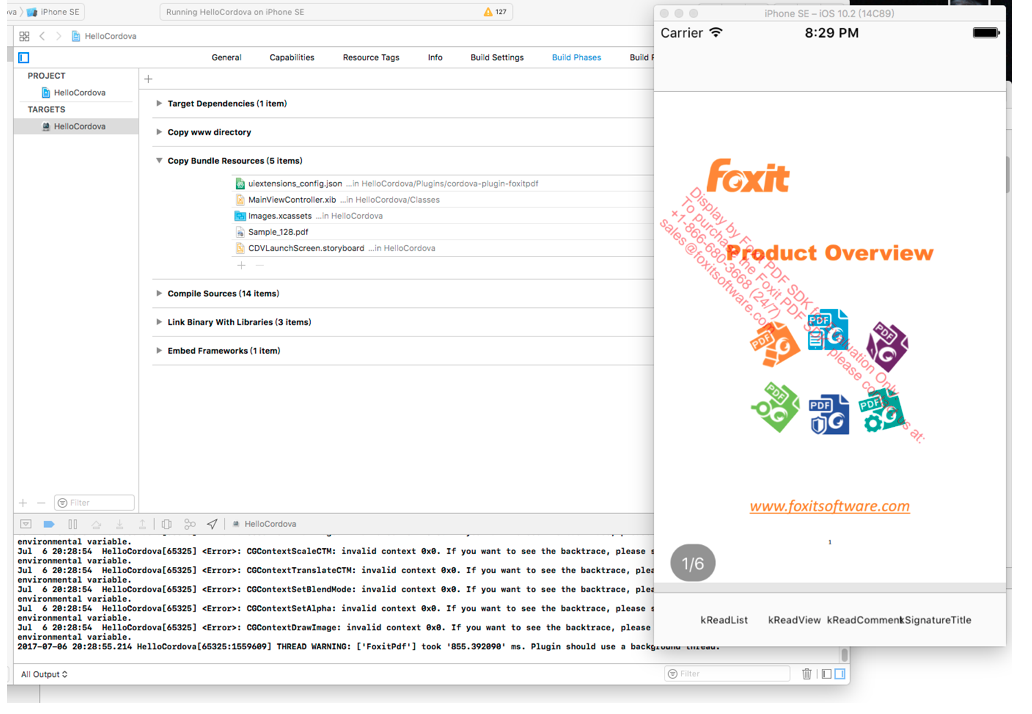 iPhone SE
Running HelloCordova on iPhone SE
127
HelloCordova
General
Capabilities
Resource Tags
Info
Build Settings
Build Phases
PROJECT
HelloCordova
TARGETS
HelloCordova
Target Dependencies (1 item)
Copy www directory
Copy Bundle Resources (5 items)
uiextensions_config.json ...in HelloCordova/Plugins/cordova-plugin-foxitpdf
MainViewController.xib ...in HelloCordova/Classes
Images.xcassets ...in HelloCordova
Sample_128.pdf
CDVLaunchScreen.storyboard ...in HelloCordova
Compile Sources (14 items)
Link Binary With Libraries (3 items)
Embed Frameworks (1 item)
Filter
HelloCordova
environmental variable.
Jul 6 20:28:54 HelloCordova[65325] <Error>: CGContextScaleCTM: invalid context 0x0. If you want to see the backtrace, please s
environmental variable.
Jul 6 20:28:54 HelloCordova[65325] <Error>: CGContextTranslateCTM: invalid context 0x0. If you want to see the backtrace, plea
environmental variable.
Jul 6 20:28:54 HelloCordova[65325] <Error>: CGContextSetBlendMode: invalid context 0x0. If you want to see the backtrace, plea
environmental variable.
Jul 6 20:28:54 HelloCordova[65325] <Error>: CGContextSetAlpha: invalid context 0x0. If you want to see the backtrace, please s
environmental variable.
Jul 6 20:28:54 HelloCordova[65325] <Error>: CGContextDrawImage: invalid context 0x0. If you want to see the backtrace, please
environmental variable.
2017-07-06 20:28:55.214 HelloCordova[65325:1559609] THREAD WARNING: ['FoxitPdf'] took '855.392090' ms. Plugin should use a background thread.
All Output
Filter
iPhone SE – iOS 10.2 (14C89)
Carrier
8:29 PM
foxit
Display by Foxit PDF SDK for Evaluation Only.
To purchase the Foxit PDF SDK, please contact us at:
+1-866-680-3668 (24/7)
sales@foxitsoftware.com
Product Overview
PDF
PDF
PDF
PDF
PDF
PDF
www.foxitsoftware.com
1
1/6
kReadList
kReadView
kReadComment
kSignatureTitle